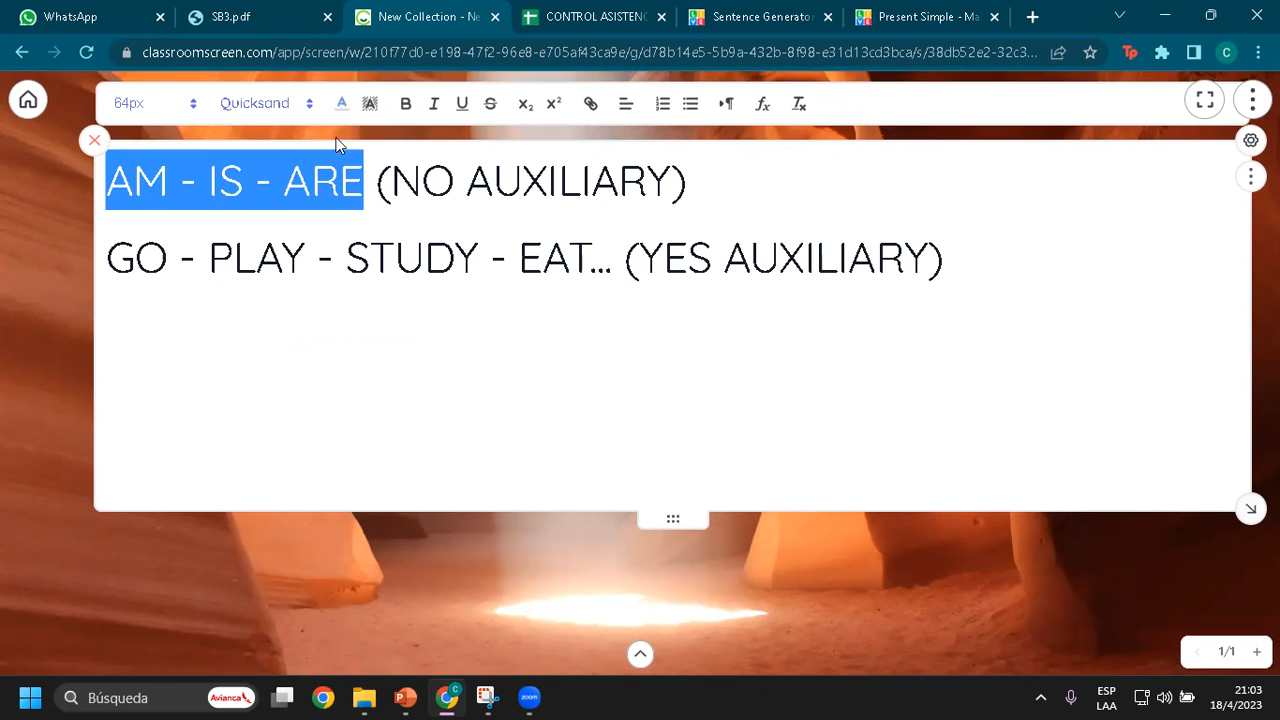 WhatsApp
SB3.pdf
New Collection - Ne
CONTROL ASISTENC
Sentence Generator
Present Simple - Ma
classroomscreen.com/app/screen/w/210f77d0-e198-47f2-96e8-e705af43ca9e/g/d78b14e5-5b9a-432b-8f98-e31d13cd3bca/s/38db52e2-32c3...
64px
Quicksand
AM - IS - ARE (NO AUXILIARY)
GO - PLAY - STUDY - EAT... (YES AUXILIARY)
1/1
Búsqueda
Avianca
zoom
ESP
LAA
21:03
18/4/2023